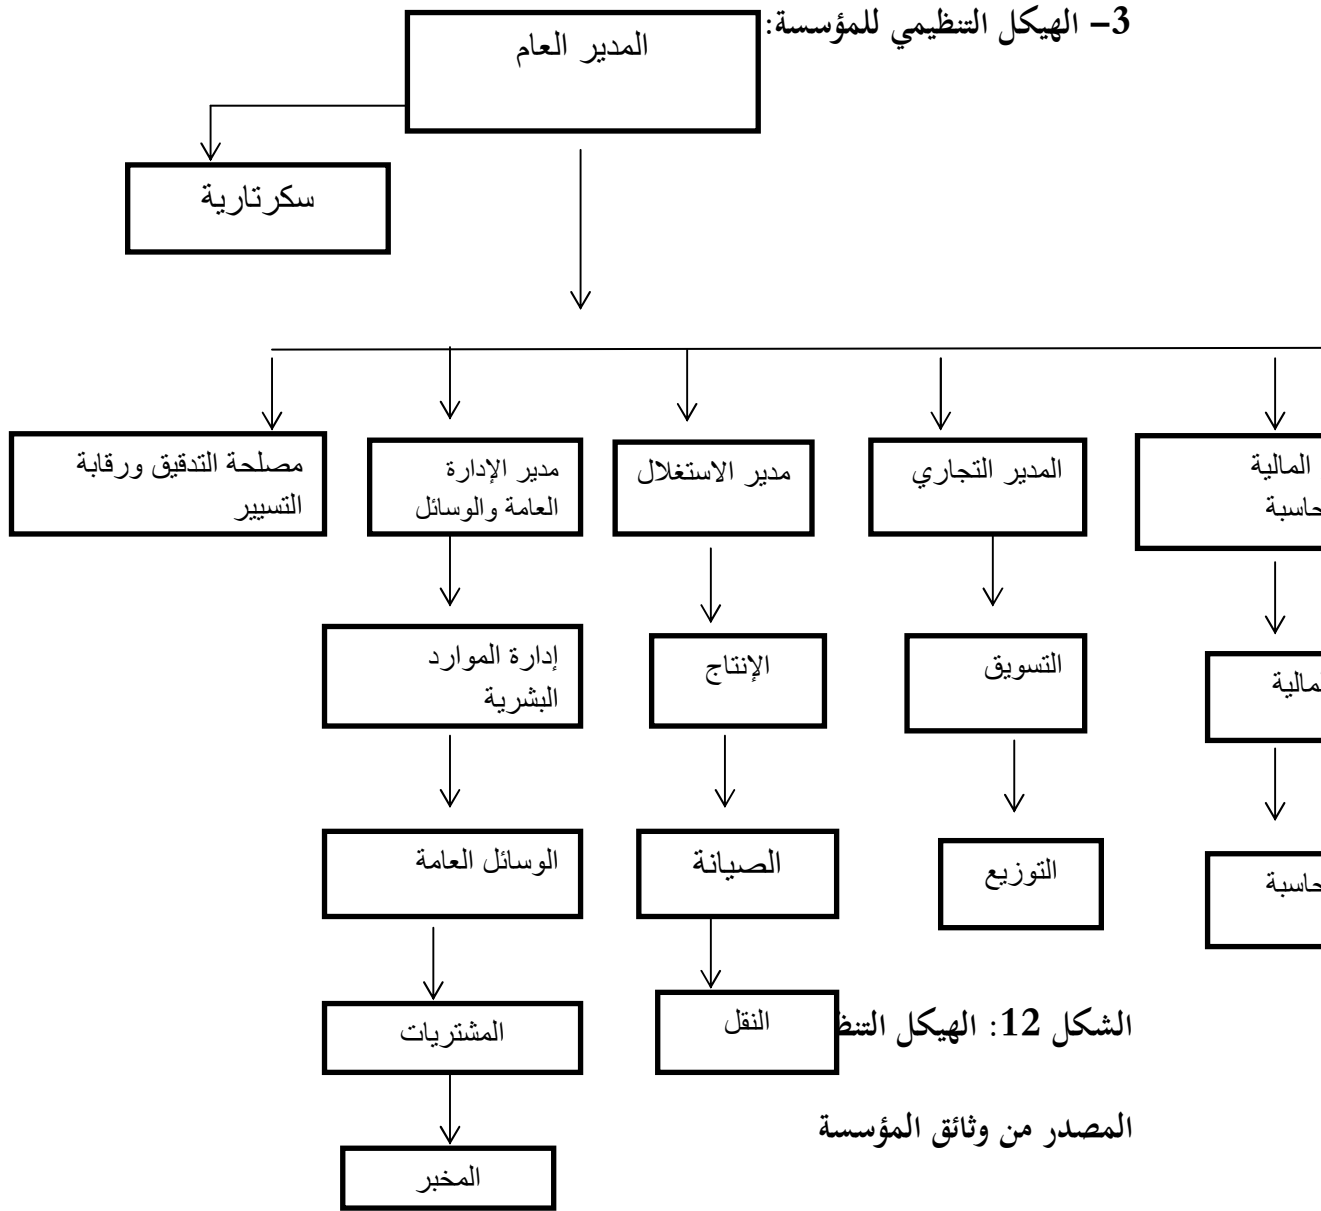 3- الهيكل التنظيمي للمؤسسة:
المدير العام
سكرتارية
المالية
المدير التجاري
مدير الاستغلال
مدير الإدارة
العامة والوسائل
مصلحة التدقيق ورقابة
التسيير
التسويق
الإنتاج
إدارة الموارد
البشرية
التوزيع
الصيانة
الوسائل العامة
النقل
المشتريات
المخبر
الشكل 12: الهيكل
المصدر من وثائق المؤسسة